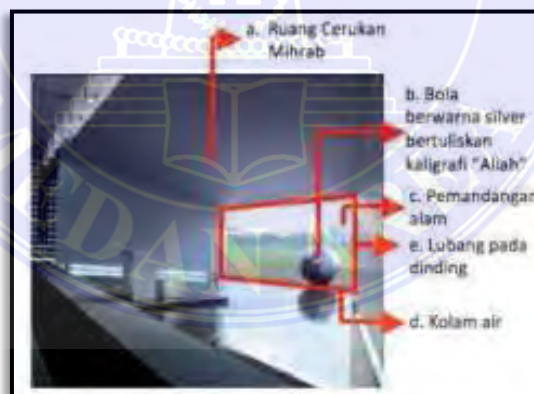 a. Ruang Cerukan
Mihrab
b. Bola
berwarna silver
bertuliskan
kaligrafi "Allah"
c. Pemandangan
alam
e. Lubang pada
dinding
d. Kolam air